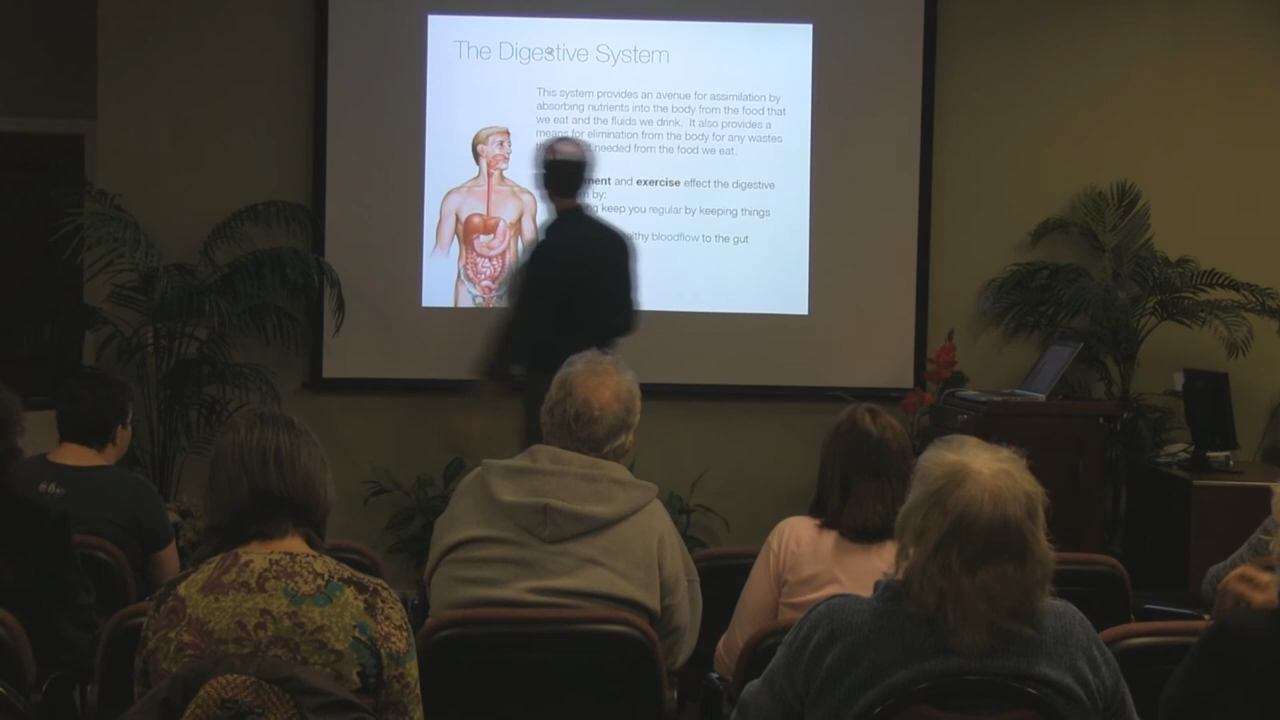 The Digestive System
This system provides an avenue for assimilation by
absorbing nutrients into the body from the food that
we eat and the fluids we drink. It also provides a
means for elimination from the body for any wastes
needed from the food we eat.
and exercise effect the digestive
by:
keep you regular by keeping things
bloodflow to the gut